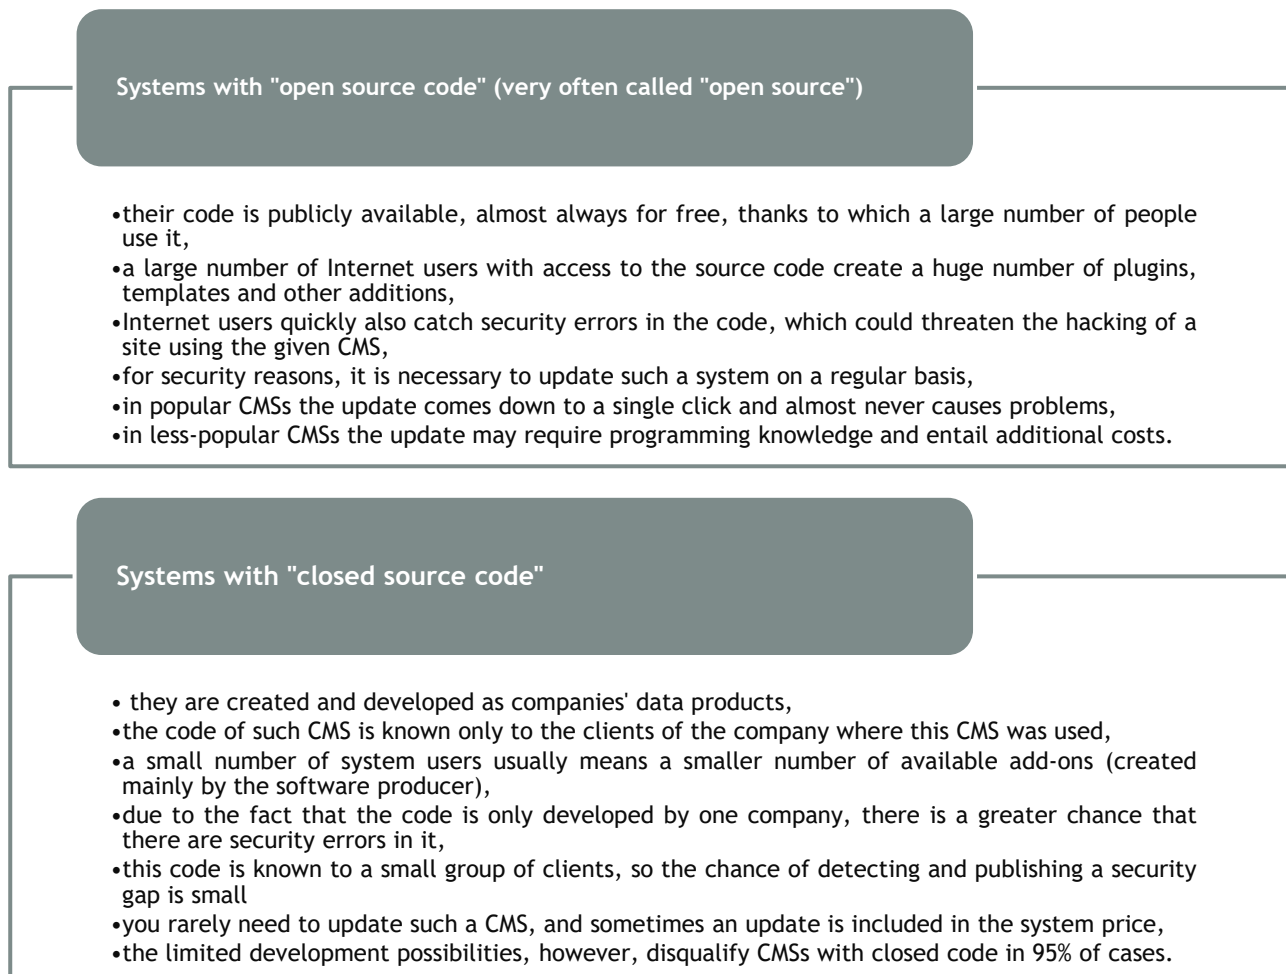 Systems with "open source code" (very often called "open source")
•their code is publicly available, almost always for free, thanks to which a large number of people
use it,
•a large number of Internet users with access to the source code create a huge number of plugins,
templates and other additions,
•Internet users quickly also catch security errors in the code, which could threaten the hacking of a
site using the given CMS,
•for security reasons, it is necessary to update such a system on a regular basis,
•in popular CMSs the update comes down to a single click and almost never causes problems,
•in less-popular CMSs the update may require programming knowledge and entail additional costs.
Systems with "closed source code"
• they are created and developed as companies' data products,
•the code of such CMS is known only to the clients of the company where this CMS was used,
•a small number of system users usually means a smaller number of available add-ons (created
mainly by the software producer),
•due to the fact that the code is only developed by one company, there is a greater chance that
there are security errors in it,
•this code is known to a small group of clients, so the chance of detecting and publishing a security
gap is small
•you rarely need to update such a CMS, and sometimes an update is included in the system price,
•the limited development possibilities, however, disqualify CMSs with closed code in 95% of cases.